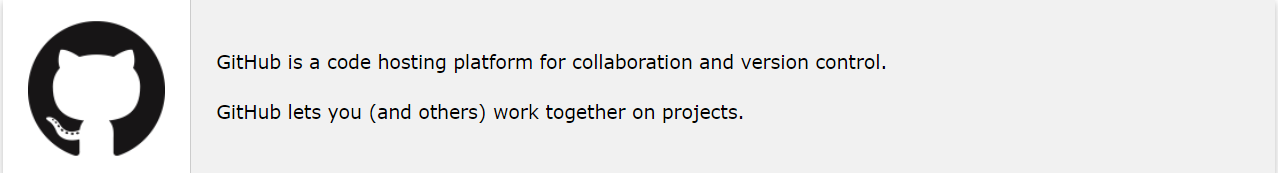 GitHub is a code hosting platform for collaboration and version control.
GitHub lets you (and others) work together on projects.